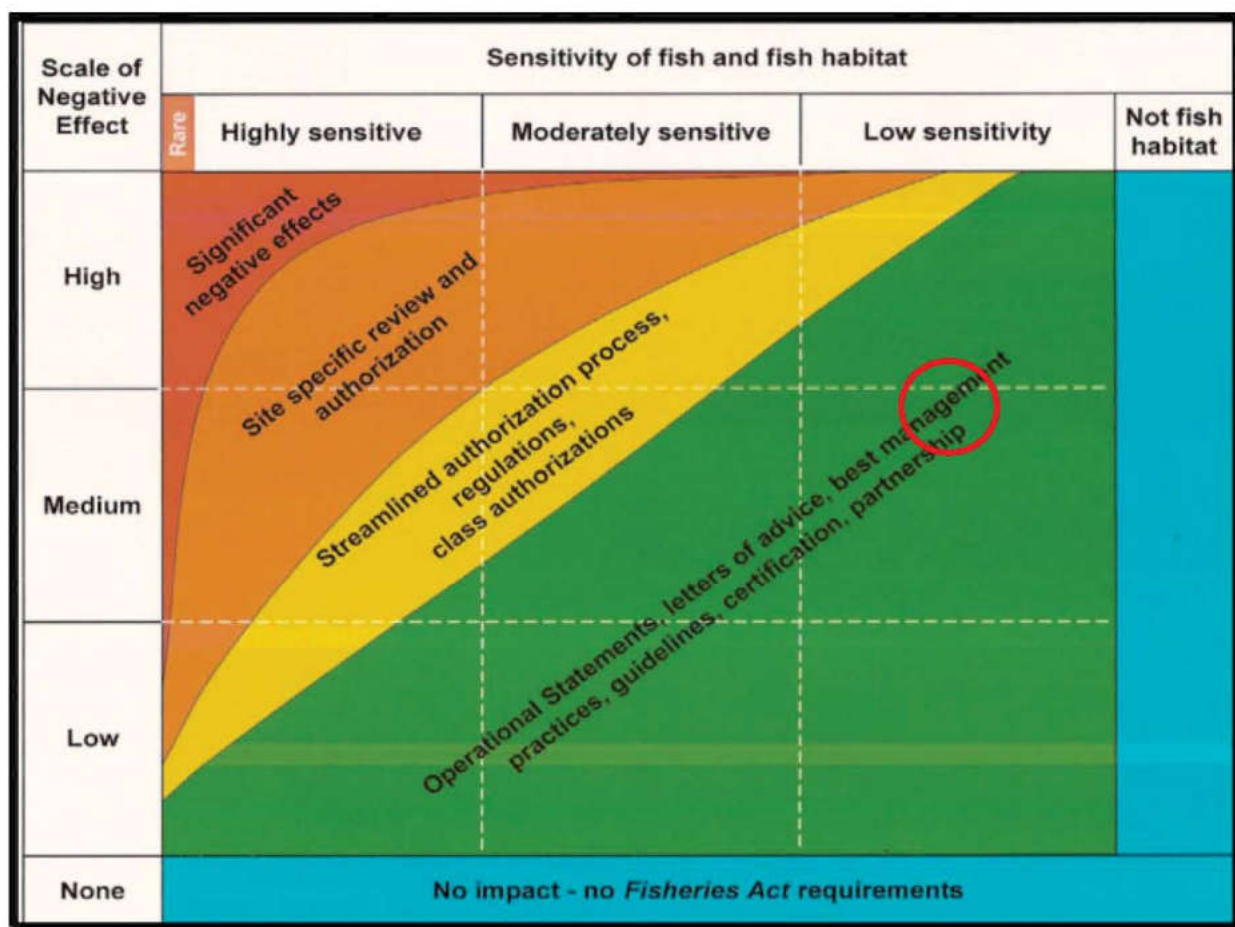 Scale of
Negative
Effect
Sensitivity of fish and fish habitat
Rare
Highly sensitive
Moderately sensitive
Low sensitivity
Not fish
habitat
High
Medium
Low
None
Significant
negative effects
Site specific review and
authorization
Streamlined authorization process,
regulations,
class authorizations
Operational Statements, letters of advice, best management
practices, guidelines, certification, partnership
No impact - no Fisheries Act requirements